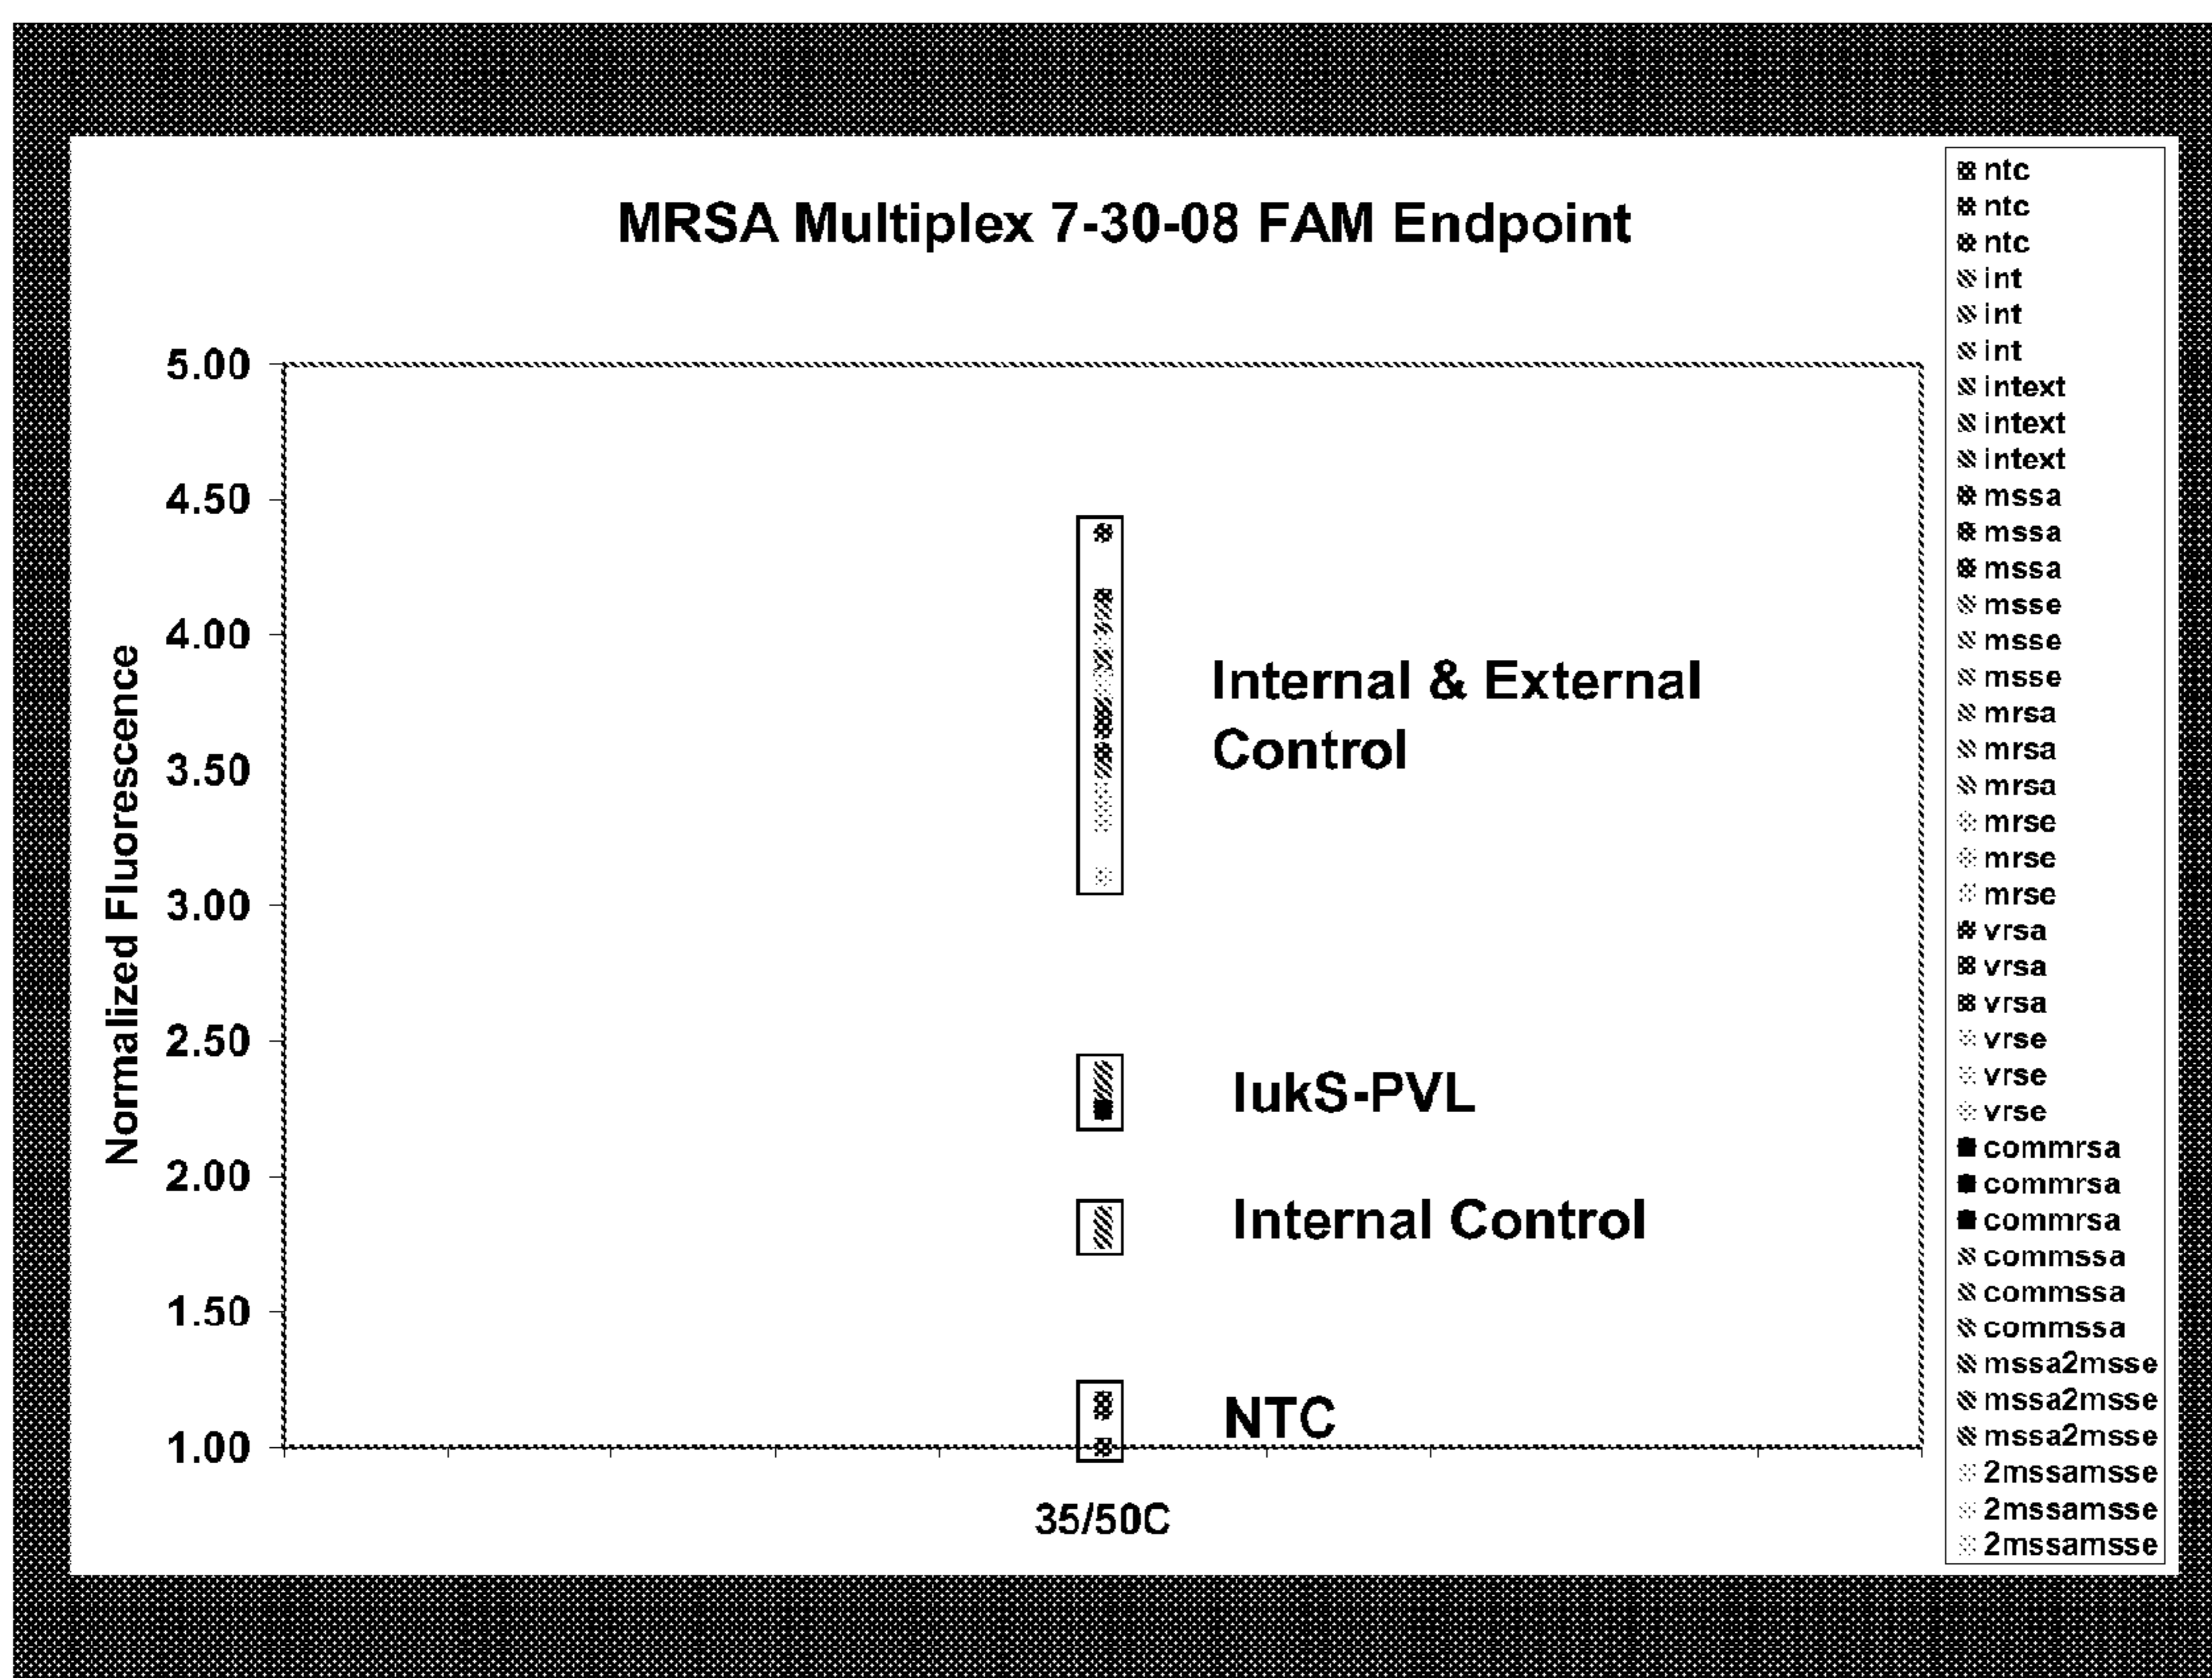 MRSA Multiplex 7-30-08 FAM Endpoint
Normalized Fluorescence
5.00
4.50
4.00
3.50
3.00
2.50
2.00
1.50
1.00
Internal & External
Control
lukS-PVL
Internal Control
NTC
35/50C
ntc
ntc
ntc
int
int
int
intext
intext
intext
mssa
mssa
mssa
msse
msse
msse
mrsa
mrsa
mrsa
mrse
mrse
mrse
vrsa
vrsa
vrsa
vrse
vrse
vrse
commrsa
commrsa
commrsa
commssa
commssa
commssa
mssa2msse
mssa2msse
mssa2msse
2mssamsse
2mssamsse
2mssamsse